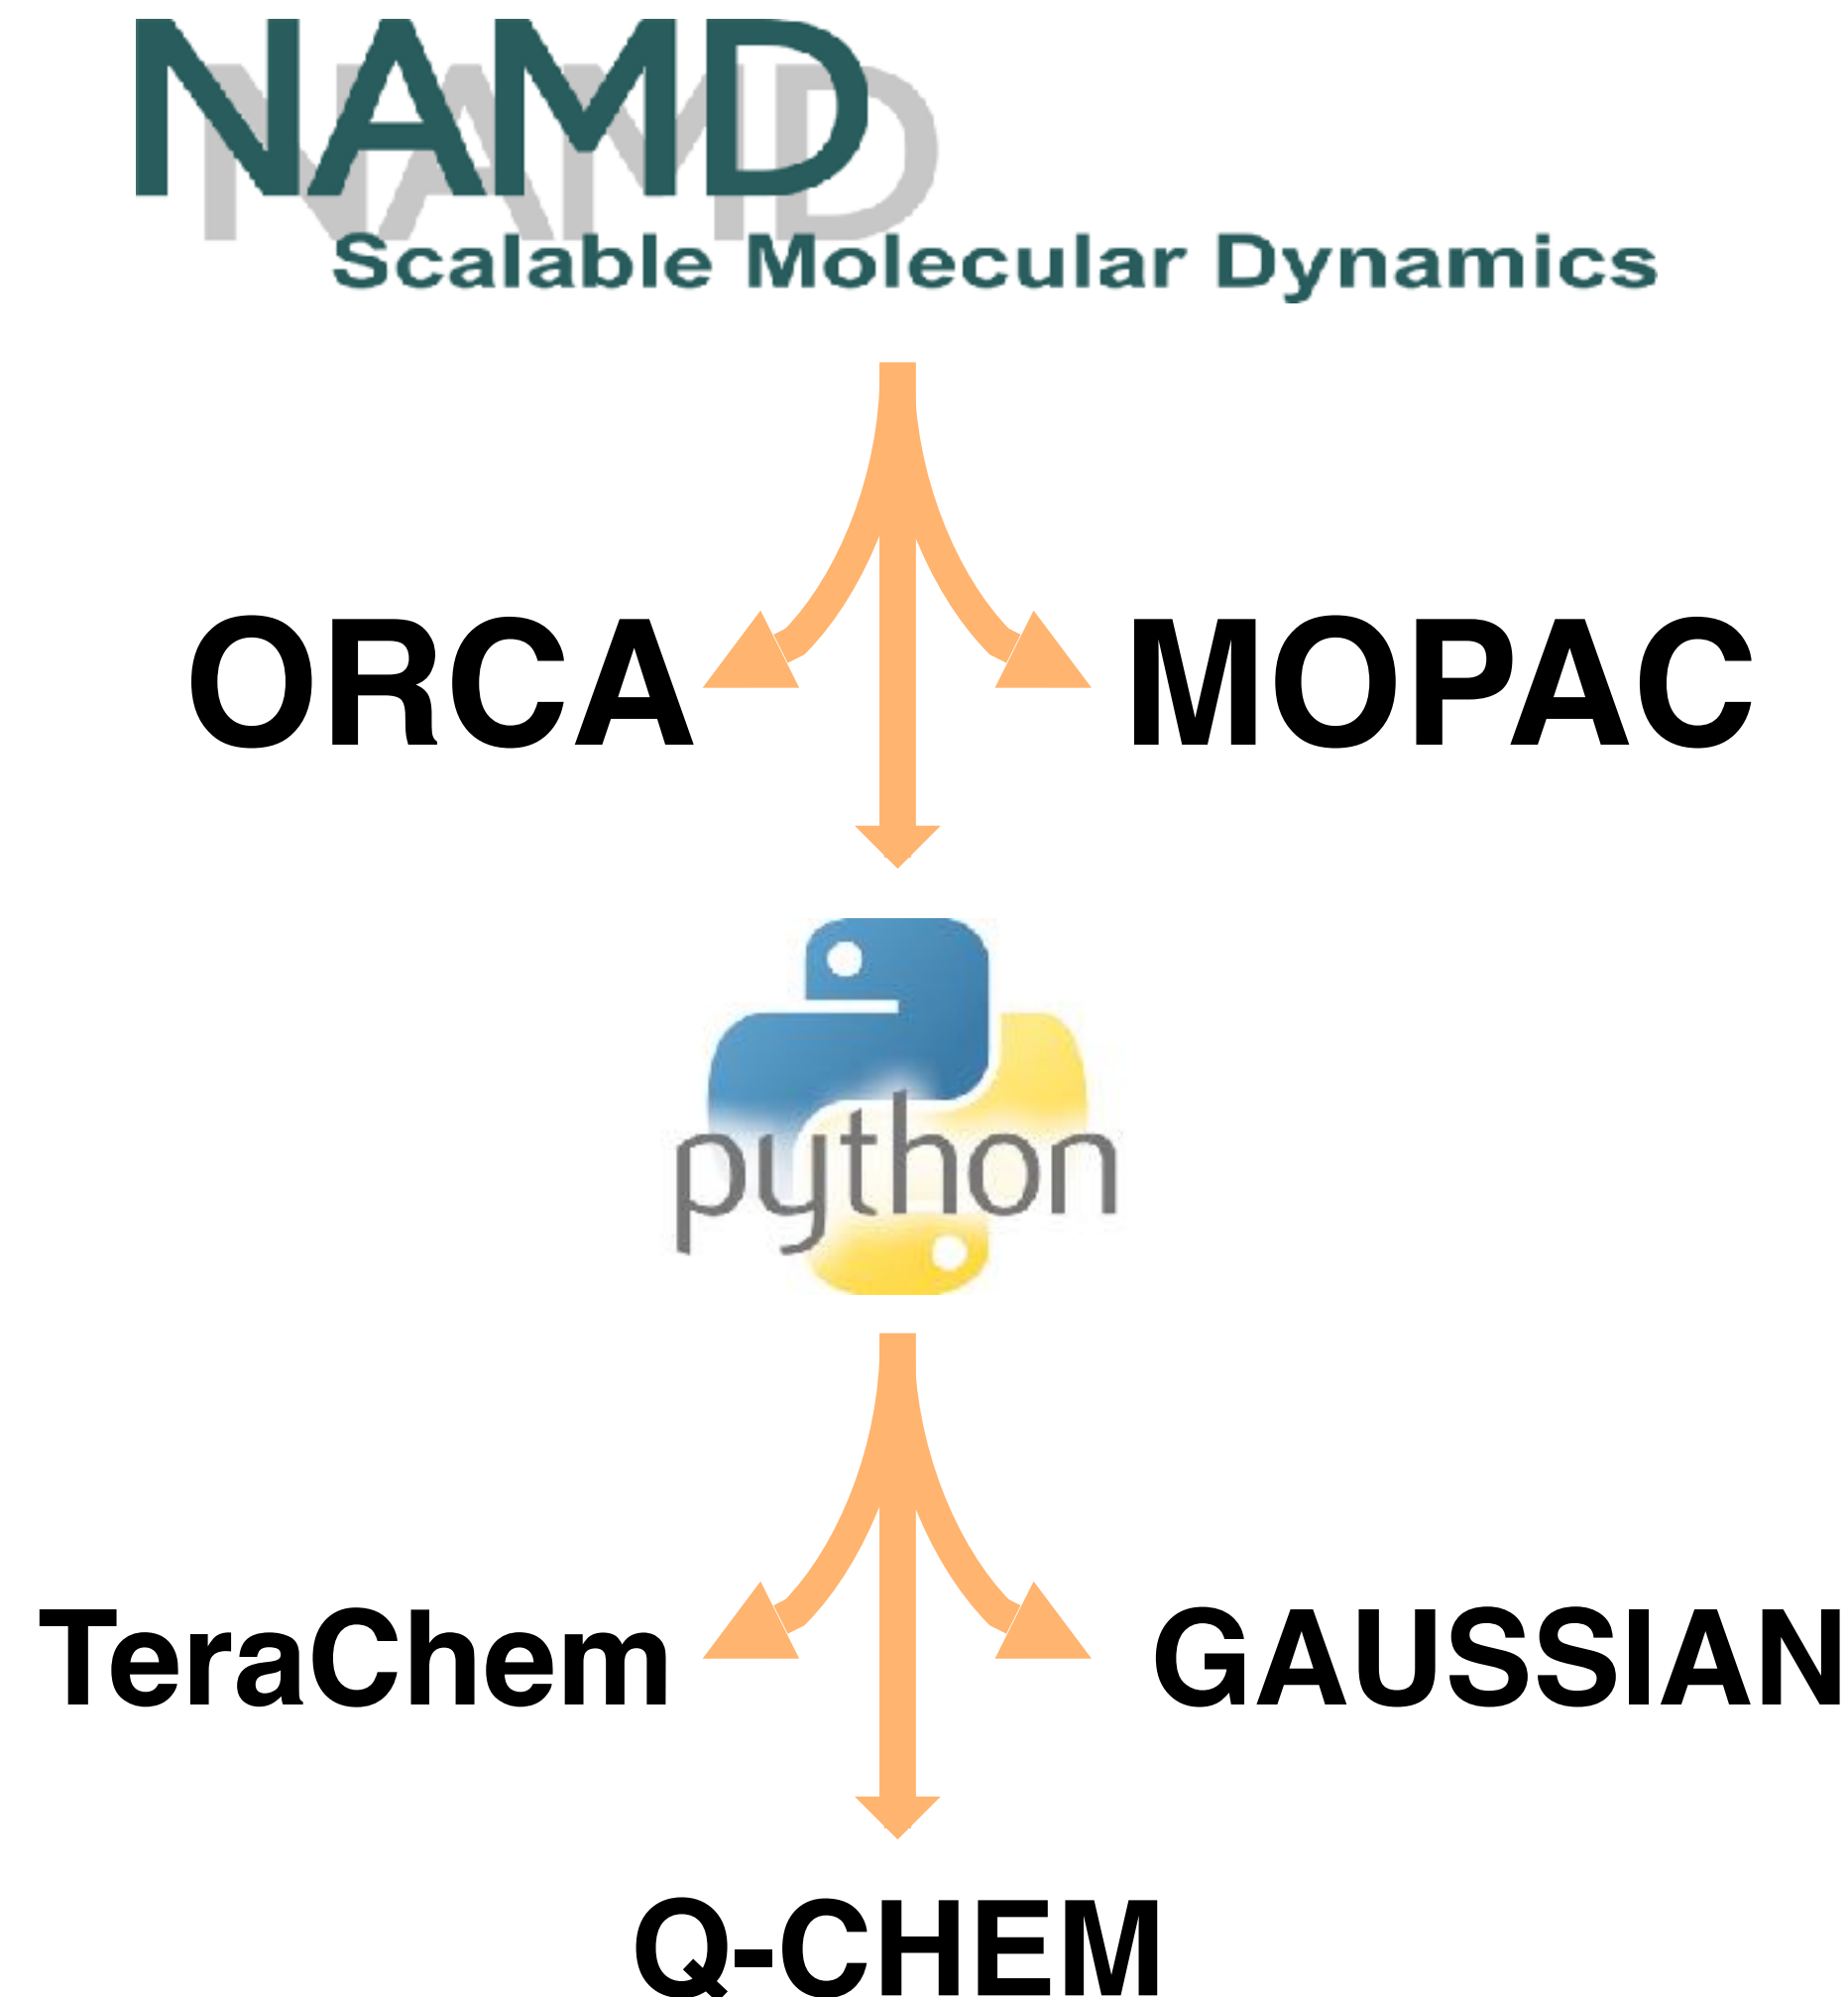 NAMD
Scalable Molecular Dynamics
ORCA
MOPAC
python
TeraChem
GAUSSIAN
Q-CHEM